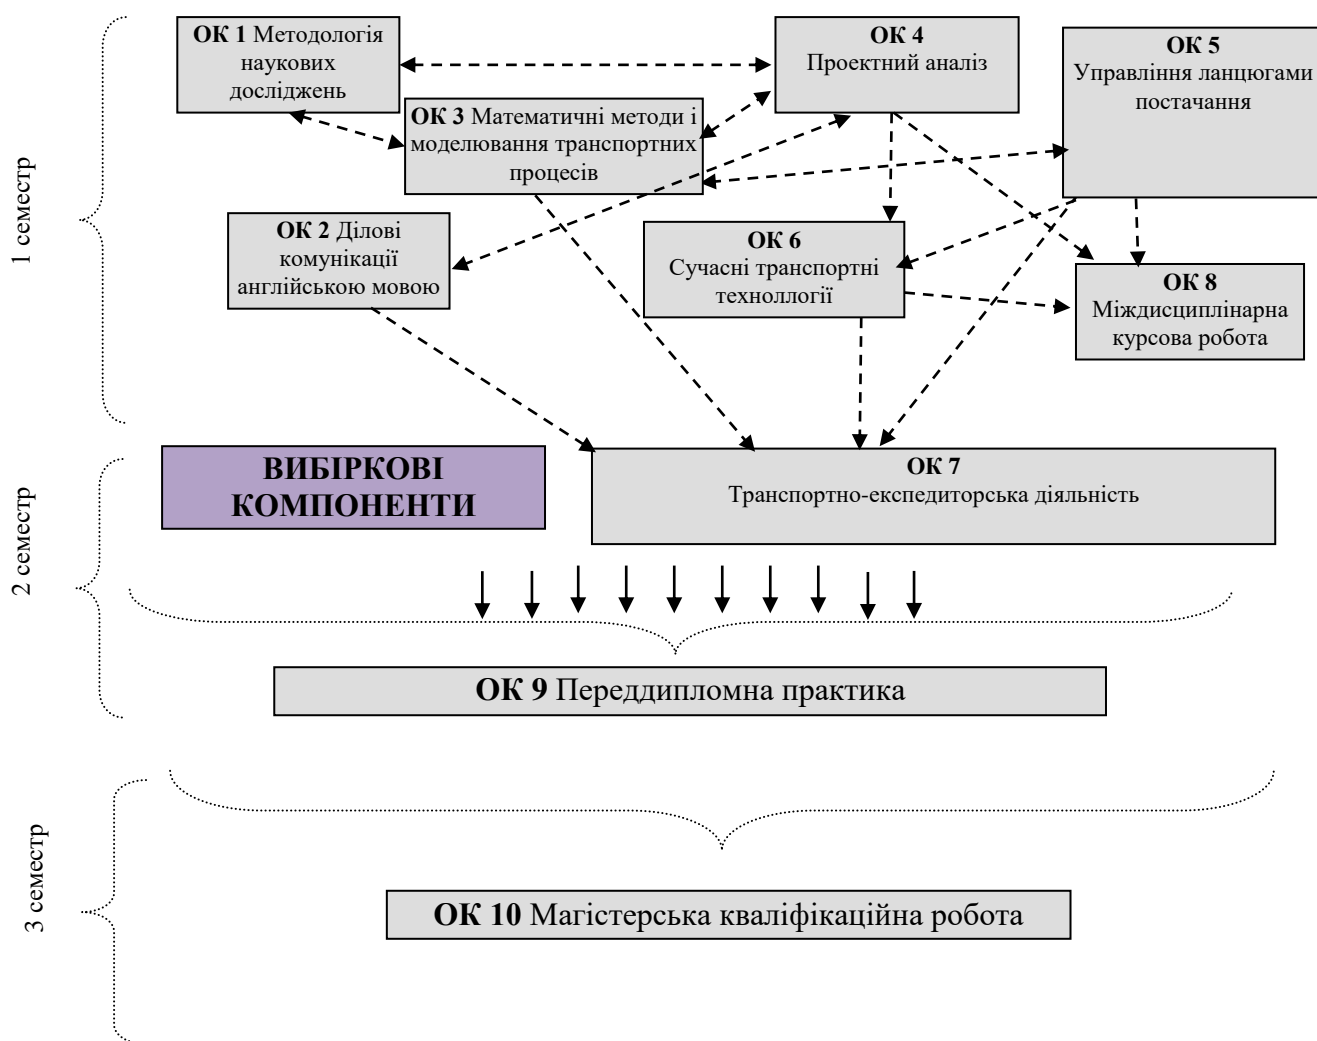 1 семестр
ОК 1 Методологія
наукових
досліджень
ОК 4
Проектний аналіз
ОК 5
Управління ланцюгами
постачання
ОК 3 Математичні методи і
моделювання транспортних
процесів
ОК 2 Ділові
комунікації
англійською мовою
ОК 6
Сучасні транспортні
техноллогії
ОК 8
Міждисциплінарна
курсова робота
2 семестр
ВИБІРКОВІ
КОМПОНЕНТИ
ОК 7
Транспортно-експедиторська діяльність
ОК 9 Переддипломна практика
3 семестр
ОК 10 Магістерська кваліфікаційна робота